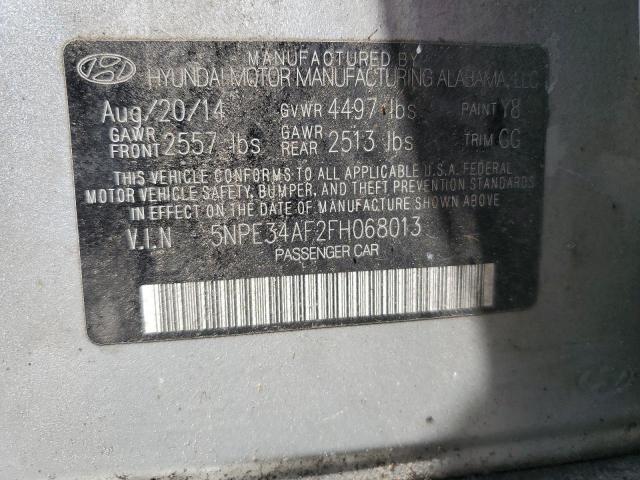 MANUFACTURED BY
HYUNDAI MOTOR MANUFACTURING ALABAMA, LLC
Aug/20/14 GVWR 4497 lbs PAINT Y8
GAWR FRONT 2557 lbs GAWR REAR 2513 lbs TRIM CG
THIS VEHICLE CONFORMS TO ALL APPLICABLE U.S.A. FEDERAL
MOTOR VEHICLE SAFETY, BUMPER, AND THEFT PREVENTION
STANDARDS IN EFFECT ON THE DATE OF MANUFACTURE SHOWN ABOVE
V.I.N 5NPE34AF2FH068013
PASSENGER CAR